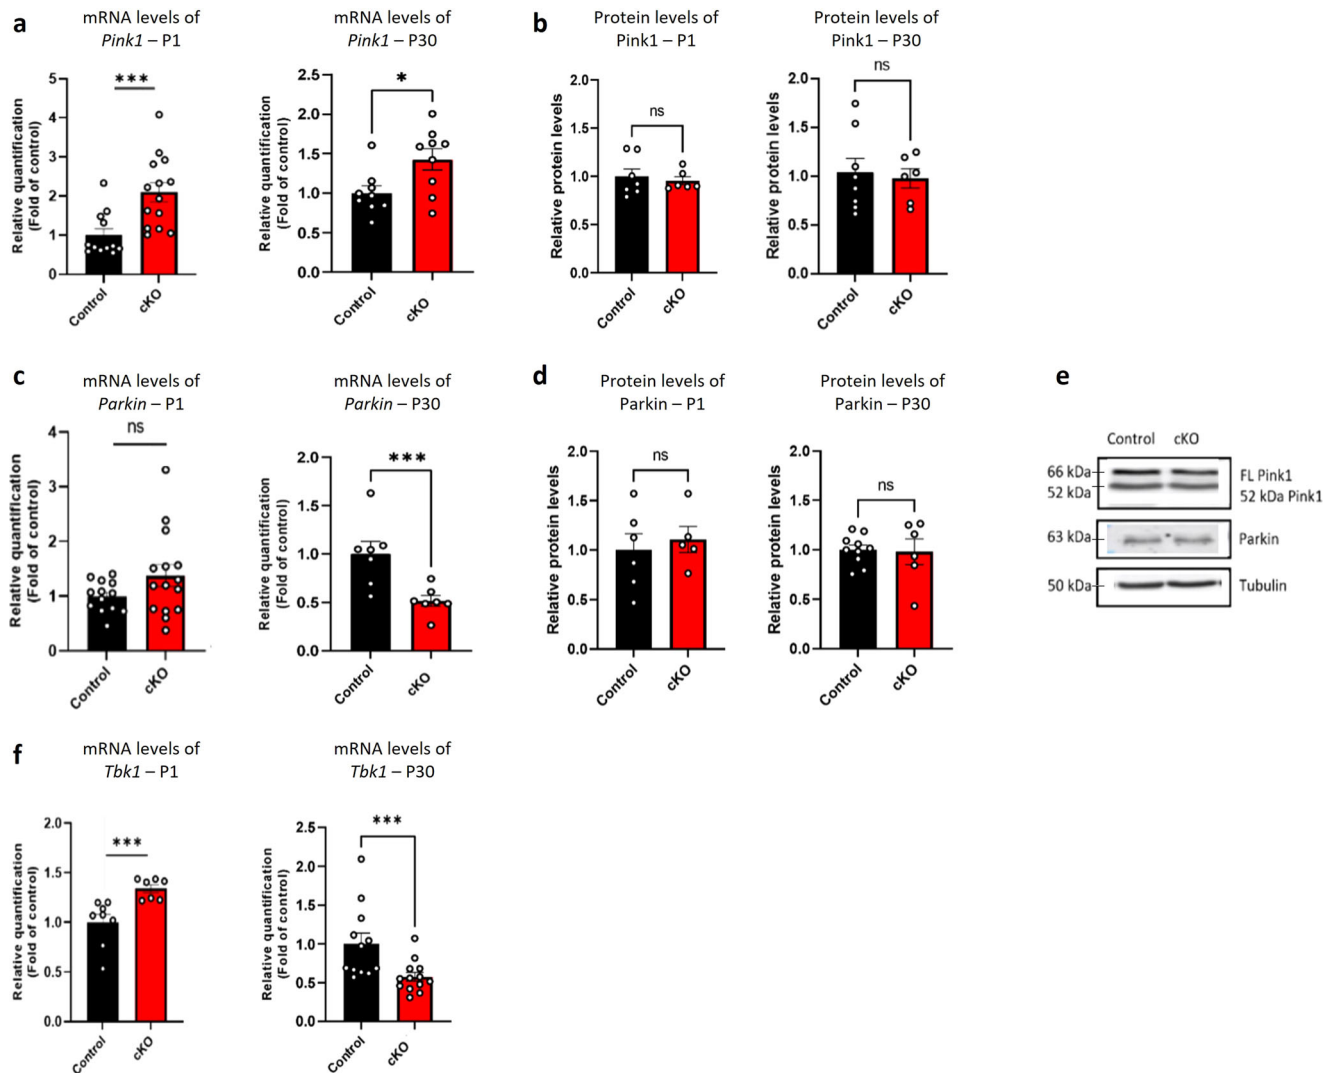 a
mRNA levels of
Pink1 – P1
***
Relative quantification
(Fold of control)
5
4
3
2
1
0
Control
cKO
mRNA levels of
Pink1 – P30
*
Relative quantification
(Fold of control)
2.5
2.0
1.5
1.0
0.5
0.0
Control
cKO
b
Protein levels of
Pink1 – P1
ns
Relative protein levels
2.0
1.5
1.0
0.5
0.0
Control
cKO
Protein levels of
Pink1 – P30
ns
Relative protein levels
2.0
1.5
1.0
0.5
0.0
Control
cKO
c
mRNA levels of
Parkin – P1
ns
Relative quantification
(Fold of control)
4
3
2
1
0
Control
cKO
mRNA levels of
Parkin – P30
***
Relative quantification
(Fold of control)
2.0
1.5
1.0
0.5
0.0
Control
cKO
d
Protein levels of
Parkin – P1
ns
Relative protein levels
2.0
1.5
1.0
0.5
0.0
Control
cKO
Protein levels of
Parkin – P30
ns
Relative protein levels
2.0
1.5
1.0
0.5
0.0
Control
cKO
e
Control cKO
66 kDa
FL Pink1
52 kDa
52 kDa Pink1
63 kDa
Parkin
50 kDa
Tubulin
f
mRNA levels of
Tbk1 – P1
***
Relative quantification
(Fold of control)
2.0
1.5
1.0
0.5
0.0
Control
cKO
mRNA levels of
Tbk1 – P30
***
Relative quantification
(Fold of control)
2.5
2.0
1.5
1.0
0.5
0.0
Control
cKO